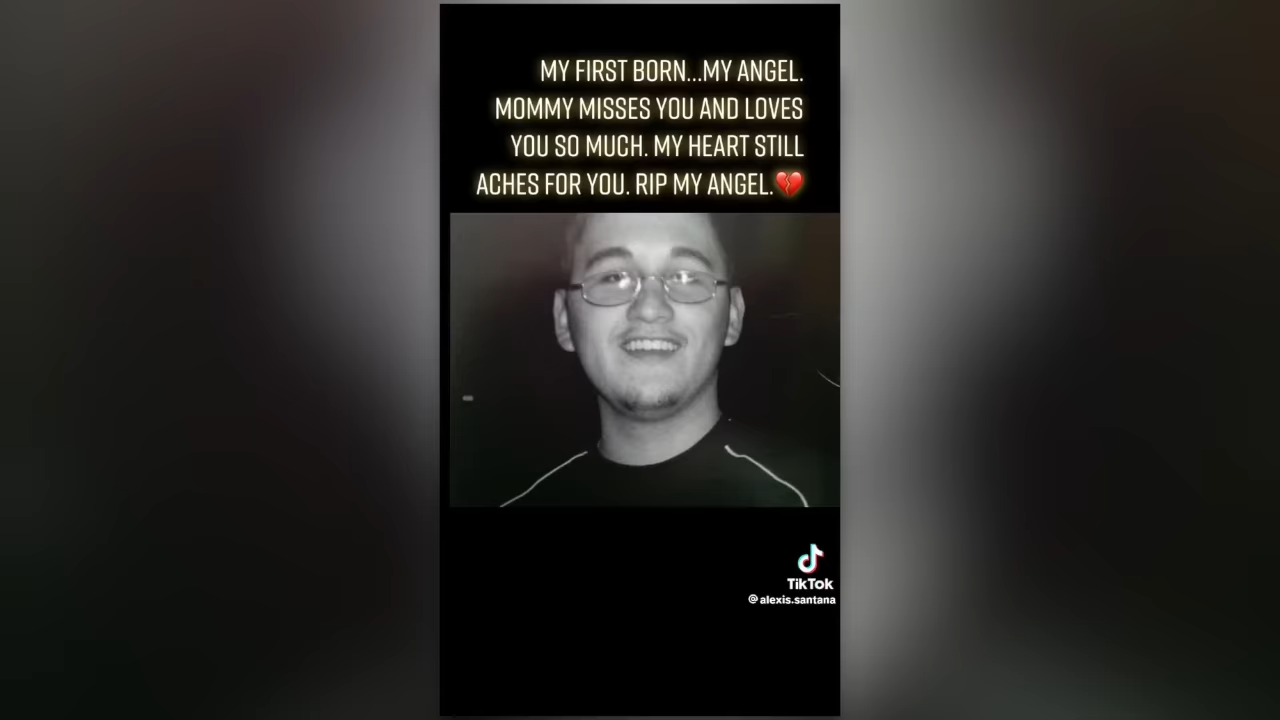 MY FIRST BORN...MY ANGEL.
MOMMY MISSES YOU AND LOVES
YOU SO MUCH. MY HEART STILL
ACHES FOR YOU. RIP MY ANGEL.💔
TikTok
@alexis.santana